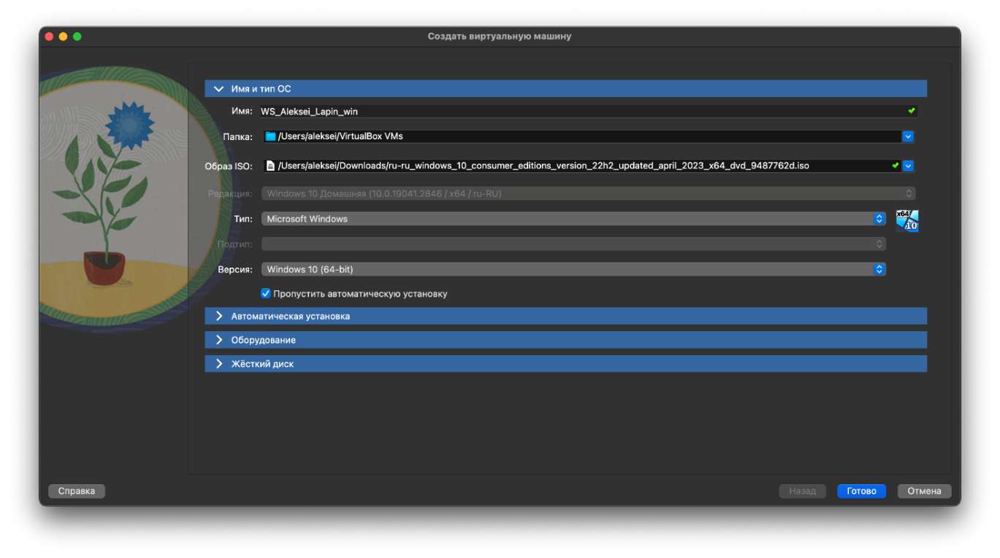 Создать виртуальную машину
Имя и тип ОС
Имя: WS_Aleksei_Lapin_win
Папка: /Users/aleksei/VirtualBox VMs
Образ ISO: /Users/aleksei/Downloads/ru-ru_windows_10_consumer_editions_version_22h2_updated_april_2023_x64_dvd_9487762d.iso
Редакция: Windows 10 Домашняя (10.0.19041.2846 / x64 / ru-RU)
Тип: Microsoft Windows
x64
10
Подтип:
Версия: Windows 10 (64-bit)
Пропустить автоматическую установку
Автоматическая установка
Оборудование
Жёсткий диск
Справка Назад Готово Отмена